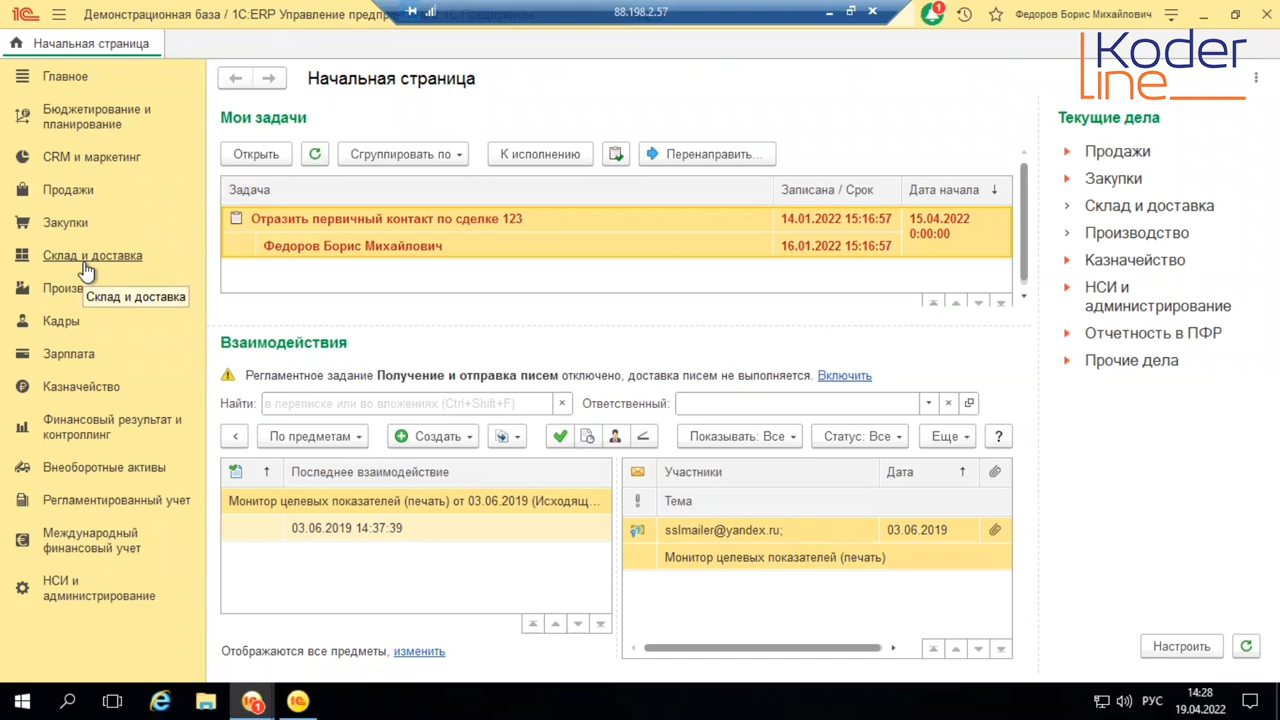 Демонстрационная база / 1С:ERP Управление предпр
1С:Предприятие
88.198.2.57
1
Федоров Борис Михайлович
Начальная страница
Koder
line
Главное
Бюджетирование и
планирование
CRM и маркетинг
Продажи
Закупки
Склад и доставка
Произв
Склад и доставка
Кадры
Зарплата
Казначейство
Финансовый результат и
контроллинг
Внеоборотные активы
Регламентированный учет
Международный
финансовый учет
НСИ и
администрирование
Начальная страница
Мои задачи
Открыть
Сгруппировать по
К исполнению
Перенаправить...
Задача
Записана / Срок
Дата начала
Отразить первичный контакт по сделке 123
14.01.2022 15:16:57
15.04.2022
0:00:00
Федоров Борис Михайлович
16.01.2022 15:16:57
Взаимодействия
Регламентное задание Получение и отправка писем отключено, доставка писем не выполняется. Включить
Найти: в переписке или во вложениях (Ctrl+Shift+F)
Ответственный:
По предметам
Создать
Показывать: Все
Статус: Все
Еще
?
Последнее взаимодействие
Монитор целевых показателей (печать) от 03.06.2019 (Исходящ...
03.06.2019 14:37:39
Участники
Дата
Тема
sslmailer@yandex.ru;
03.06.2019
Монитор целевых показателей (печать)
Отображаются все предметы, изменить
Текущие дела
Продажи
Закупки
Склад и доставка
Производство
Казначейство
НСИ и
администрирование
Отчетность в ПФР
Прочие дела
Настроить
1
РУС
14:28
19.04.2022